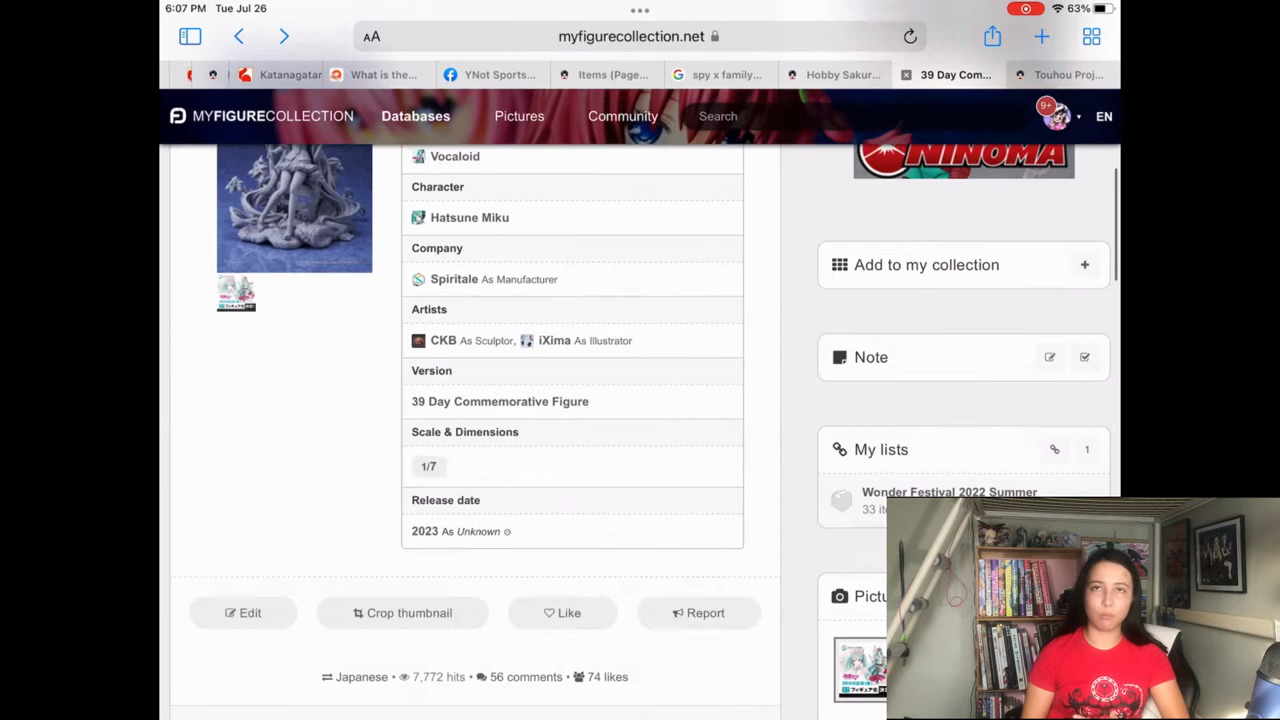 6:07 PM Tue Jul 26
63%
AA
myfigurecollection.net
Katanagatar
What is the...
YNot Sports...
Items (Page...
spy x family...
Hobby Sakur...
39 Day Com...
Touhou Proj...
MYFIGURECOLLECTION
Databases
Pictures
Community
Search
9+
EN
Vocaloid
NINOMA
Character
Hatsune Miku
Company
Spiritale As Manufacturer
Artists
CKB As Sculptor, iXima As Illustrator
Version
39 Day Commemorative Figure
Scale & Dimensions
1/7
Release date
2023 As Unknown
Edit
Crop thumbnail
Like
Report
Japanese • 7,772 hits • 56 comments • 74 likes
Add to my collection +
Note
My lists
1
Wonder Festival 2022 Summer
33 ite
Pictu